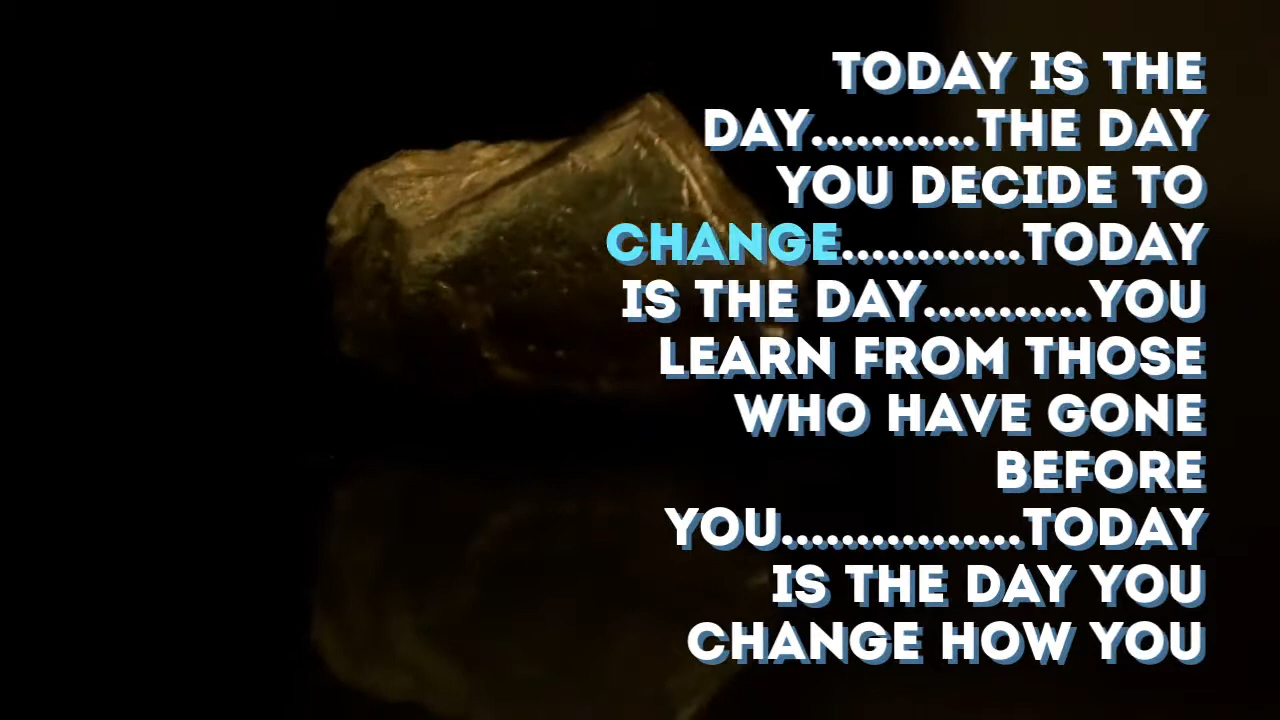 TODAY IS THE
DAY...........THE DAY
YOU DECIDE TO
CHANGE............TODAY
IS THE DAY...........YOU
LEARN FROM THOSE
WHO HAVE GONE
BEFORE
YOU................TODAY
IS THE DAY YOU
CHANGE HOW YOU